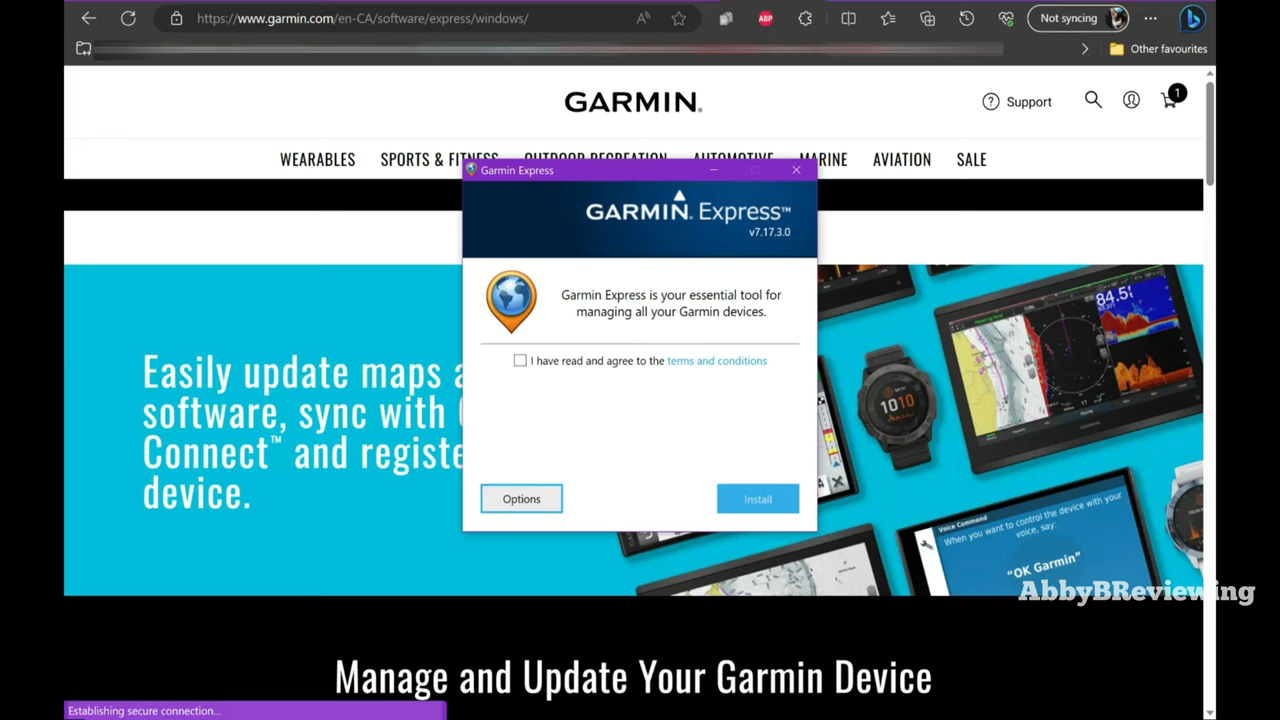 https://www.garmin.com/en-CA/software/express/windows/
ABP
Not syncing
Other favourites
GARMIN
Support
1
WEARABLES SPORTS & FITNESS OUTDOOR RECREATION AUTOMOTIVE MARINE AVIATION SALE
Garmin Express
GARMIN Express™
v7.17.3.0
Garmin Express is your essential tool for
managing all your Garmin devices.
I have read and agree to the terms and conditions
Options
Install
Easily update maps a
software, sync with
Connect™ and registe
device.
84.5
10 10
Voice Command
When you want to control the device with your
voice, say:
“OK Garmin”
AbbyBReviewing
Manage and Update Your Garmin Device
Establishing secure connection...